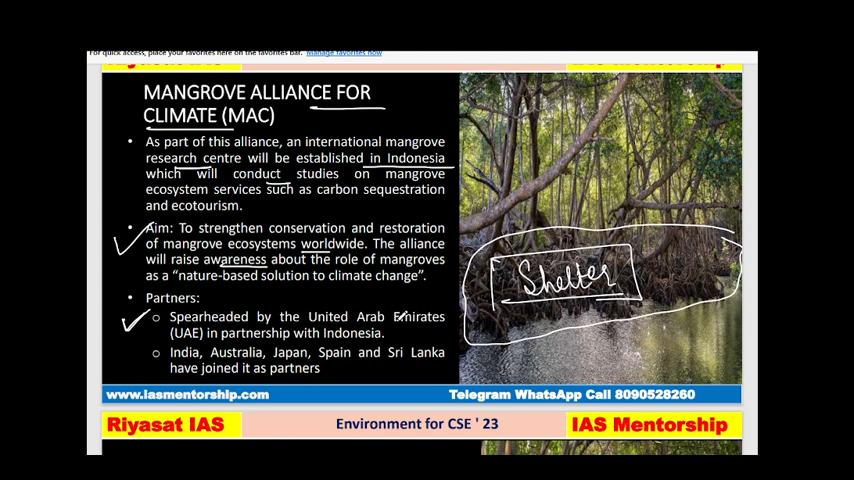 For quick access, place your favorites here on the favorites bar. Manage favorites now
MANGROVE ALLIANCE FOR
CLIMATE (MAC)
• As part of this alliance, an international mangrove
research centre will be established in Indonesia
which will conduct studies on mangrove
ecosystem services such as carbon sequestration
and ecotourism.
• Aim: To strengthen conservation and restoration
of mangrove ecosystems worldwide. The alliance
will raise awareness about the role of mangroves
as a “nature-based solution to climate change”.
• Partners:
o Spearheaded by the United Arab Emirates
(UAE) in partnership with Indonesia.
o India, Australia, Japan, Spain and Sri Lanka
have joined it as partners
Shelter
www.iasmentorship.com Telegram WhatsApp Call 8090528260
Riyasat IAS Environment for CSE ' 23 IAS Mentorship